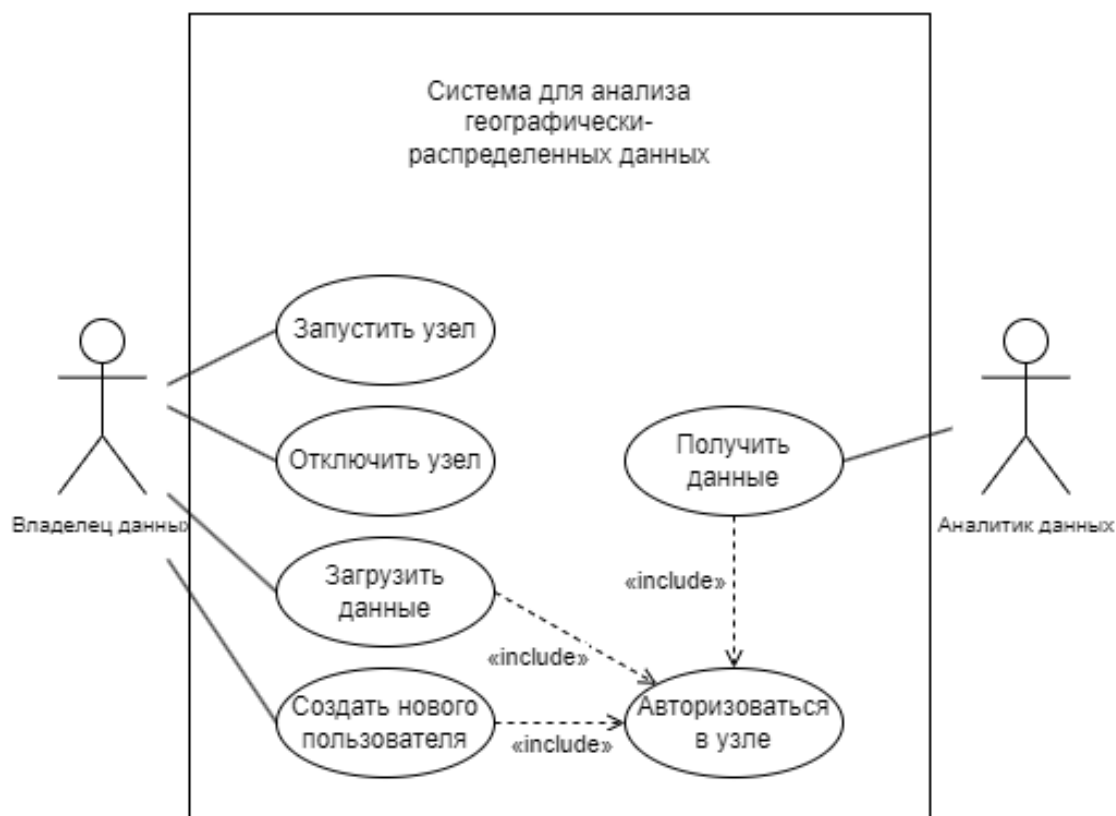 Система для анализа
географически-
распределенных данных
Запустить узел
Отключить узел
Получить
данные
Владелец данных
Аналитик данных
Загрузить
данные
«include»
«include»
Создать нового
пользователя
«include»
Авторизоваться
в узле